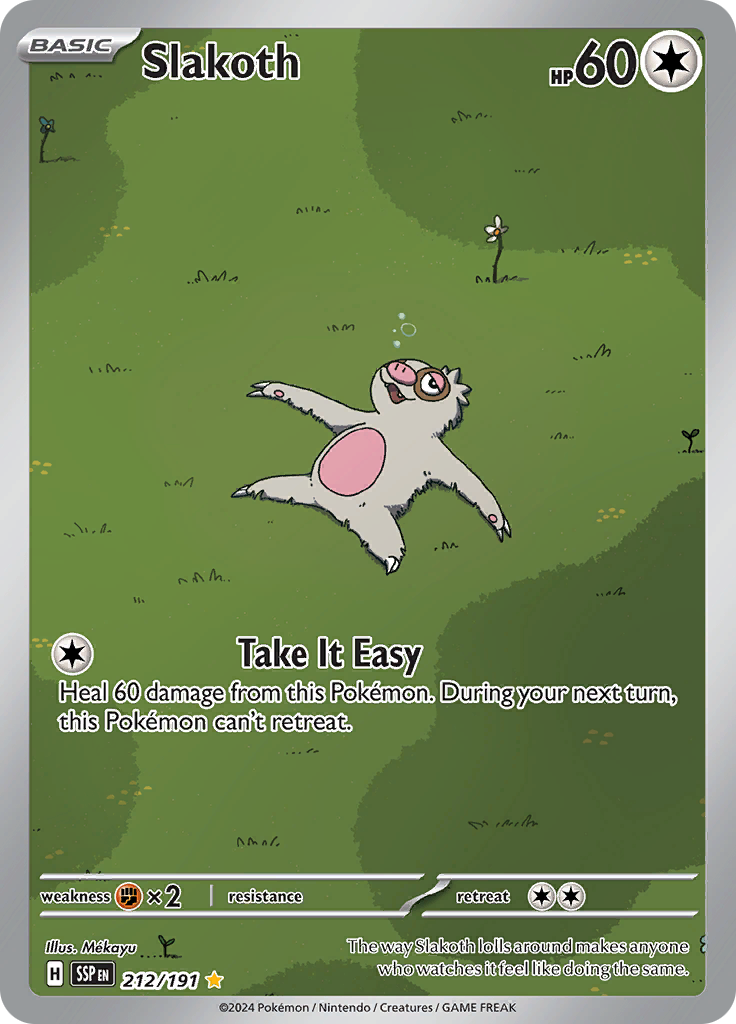 BASIC
Slakoth
HP 60
Take It Easy
Heal 60 damage from this Pokémon. During your next turn,
this Pokémon can't retreat.
weakness ×2 resistance retreat
Illus. Mékayu
The way Slakoth lolls around makes anyone
who watches it feel like doing the same.
H SSP EN 212/191
©2024 Pokémon / Nintendo / Creatures / GAME FREAK